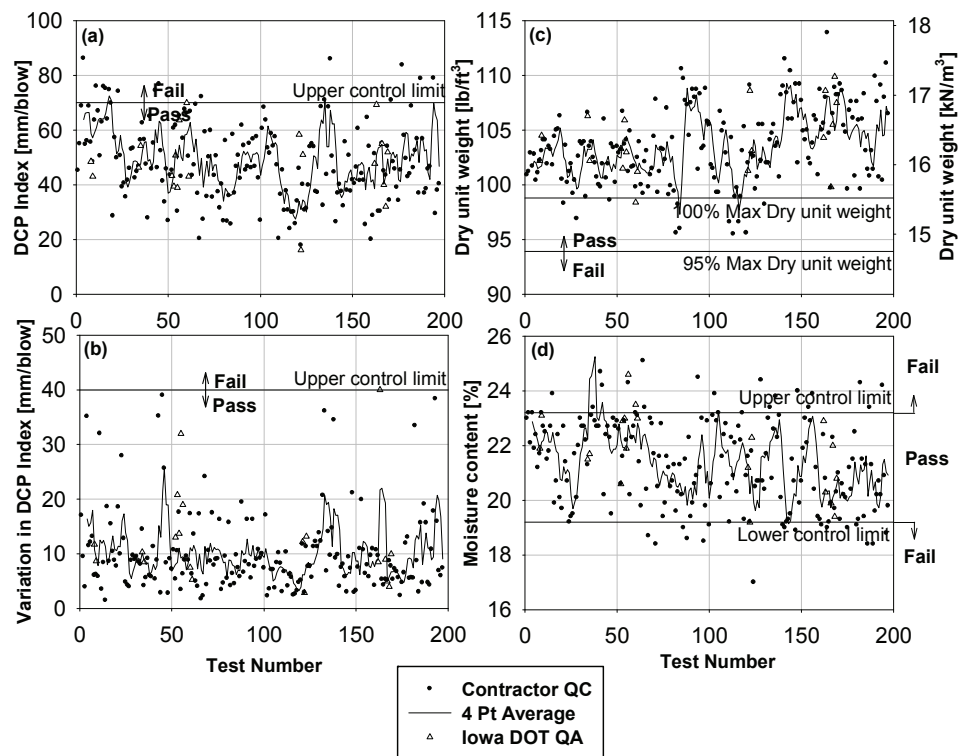 (a)
Fail
Pass
Upper control limit
DCP Index [mm/blow]
100
80
60
40
20
0
0
50
100
150
200
(c)
100% Max Dry unit weight
Pass
Fail
95% Max Dry unit weight
Dry unit weight [lb/ft³]
115
110
105
100
95
90
0
50
100
150
200
18
17
16
15
Dry unit weight [kN/m³]
(b)
Fail
Pass
Upper control limit
Variation in DCP Index [mm/blow]
50
40
30
20
10
0
0
50
100
150
200
Test Number
(d)
Upper control limit
Lower control limit
Fail
Pass
Fail
Moisture content [%]
26
24
22
20
18
16
0
50
100
150
200
Test Number
Contractor QC
4 Pt Average
Iowa DOT QA